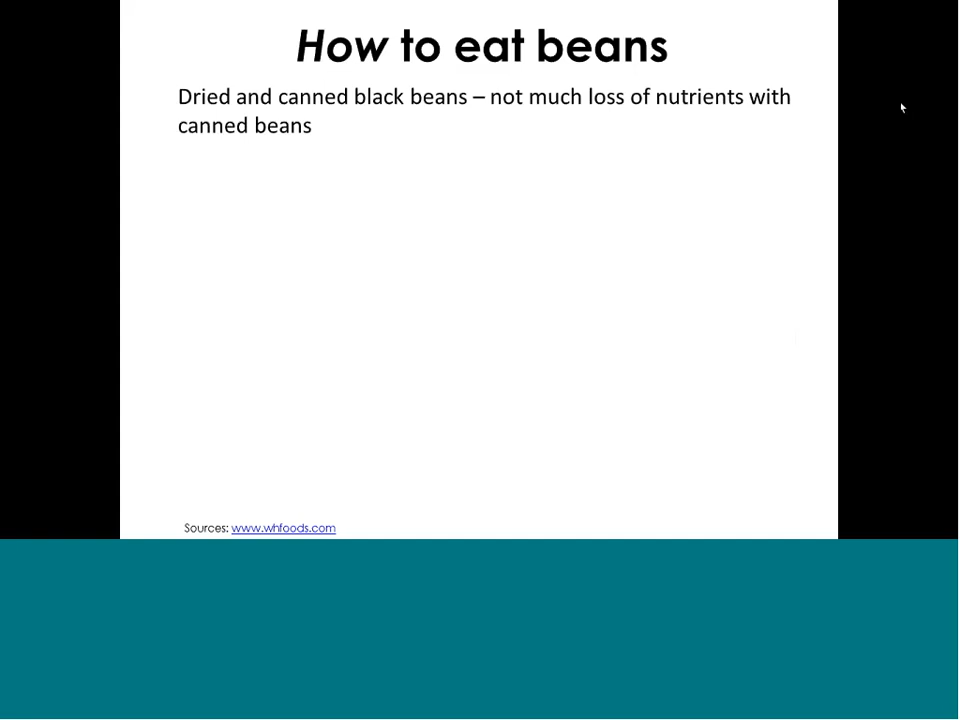 How to eat beans
Dried and canned black beans – not much loss of nutrients with
canned beans
Sources: www.whfoods.com